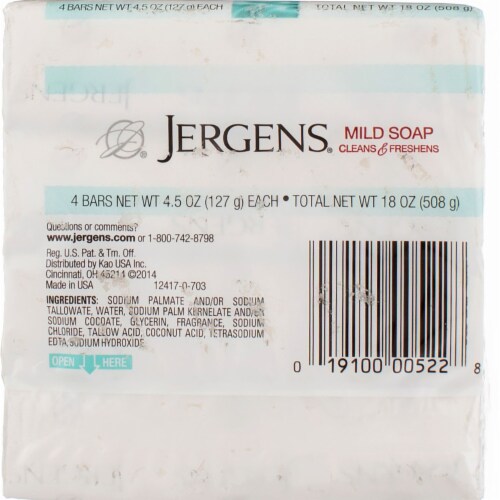 4 BARS NET WT 4.5 OZ (127 g) EACH TOTAL NET WT 18 OZ (508 g)
JERGENS® MILD SOAP
CLEANS & FRESHENS
4 BARS NET WT 4.5 OZ (127 g) EACH • TOTAL NET WT 18 OZ (508 g)
Questions or comments?
www.jergens.com or 1-800-742-8798
Reg. U.S. Pat. & Tm. Off.
Distributed by Kao USA Inc.
Cincinnati, OH 45214 ©2014
Made in USA 12417-0-703
INGREDIENTS: SODIUM PALMATE AND/OR SODIUM
TALLOWATE, WATER, SODIUM PALM KERNELATE AND/OR
SODIUM COCOATE, GLYCERIN, FRAGRANCE, SODIUM
CHLORIDE, TALLOW ACID, COCONUT ACID, TETRASODIUM
EDTA, SODIUM HYDROXIDE.
OPEN HERE
0 19100 00522 8